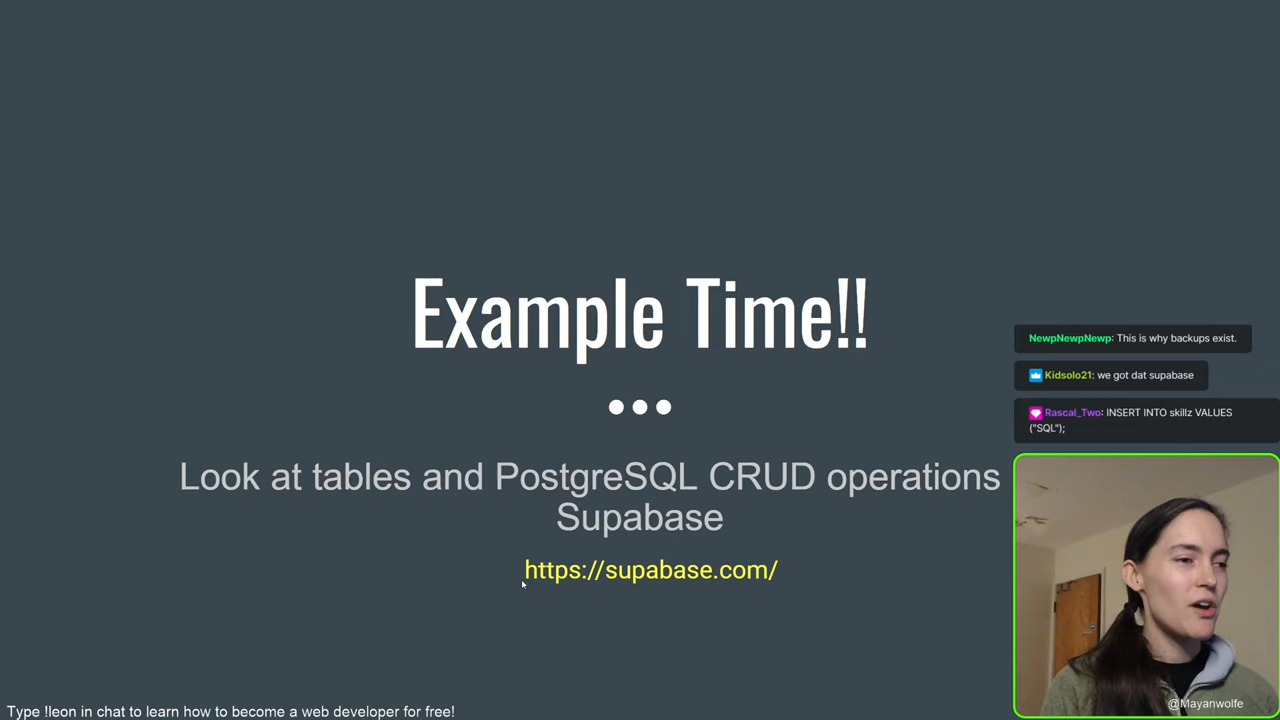 Example Time!!
Look at tables and PostgreSQL CRUD operations
Supabase
https://supabase.com/
NewpNewpNewp: This is why backups exist.
Kidsolo21: we got dat supabase
Rascal_Two: INSERT INTO skillz VALUES
("SQL");
@Mayanwolfe
Type !leon in chat to learn how to become a web developer for free!